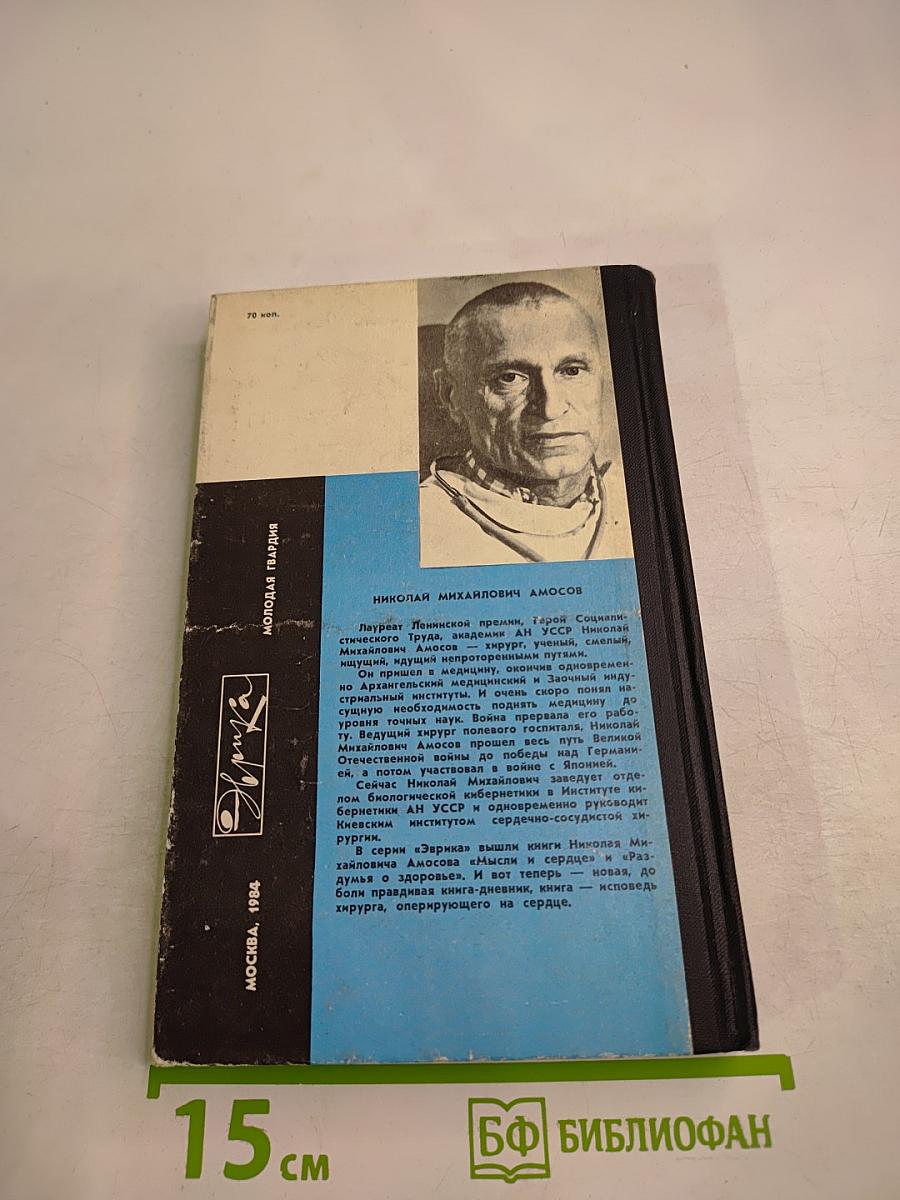 70 коп.
НИКОЛАЙ МИХАЙЛОВИЧ АМОСОВ
Лауреат Ленинской премии, Герой Социали-
стического Труда, академик АН УССР Николай
Михайлович Амосов — хирург, ученый, смелый,
ищущий, идущий непроторенными путями.
Он пришел в медицину, окончив одновремен-
но Архангельский медицинский и Заочный инду-
стриальный институты. И очень скоро понял на-
сущную необходимость поднять медицину до
уровня точных наук. Война прервала его рабо-
ту. Ведущий хирург полевого госпиталя, Николай
Михайлович Амосов прошел весь путь Великой
Отечественной войны до победы над Германи-
ей, а потом участвовал в войне с Японией.
Сейчас Николай Михайлович заведует отде-
лом биологической кибернетики в Институте ки-
бернетики АН УССР и одновременно руководит
Киевским институтом сердечно-сосудистой хи-
рургии.
В серии «Эврика» вышли книги Николая Ми-
хайловича Амосова «Мысли и сердце» и «Раз-
думья о здоровье». И вот теперь — новая, до
боли правдивая книга-дневник, книга — исповедь
хирурга, оперирующего на сердце.
МОСКВА, 1984
Эврика
МОЛОДАЯ ГВАРДИЯ
15 см
БФ БИБЛИОФАН